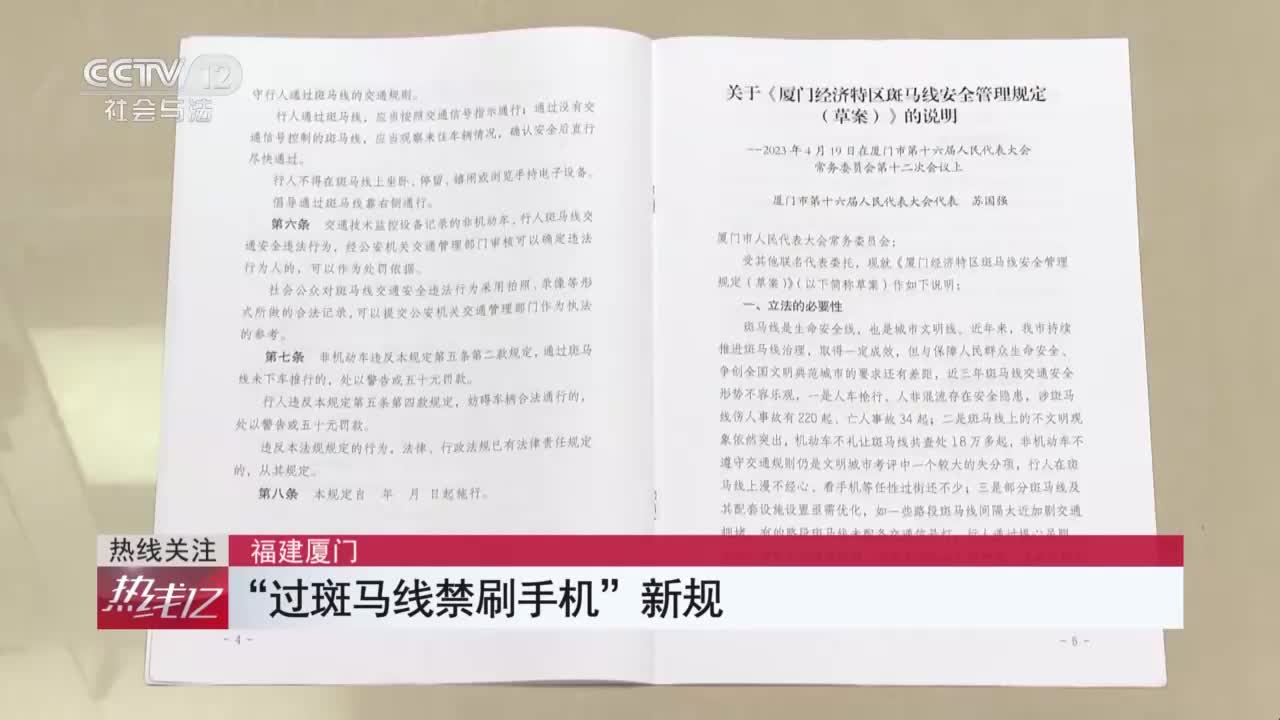 CCTV 12
社会与法
守行人通过斑马线的交通规则。
行人通过斑马线，应当按照交通信号指示通行；通过没有交
通信号控制的斑马线，应当观察来往车辆情况，确认安全后直行
尽快通过。
行人不得在斑马线上坐卧、停留、嬉闹或浏览手持电子设备。
倡导通过斑马线靠右侧通行。
第六条 交通技术监控设备记录的非机动车、行人斑马线交
通安全违法行为，经公安机关交通管理部门审核可以确定违法
行为人的，可以作为处罚依据。
社会公众对斑马线交通安全违法行为采用拍照、录像等形
式所做的合法记录，可以提交公安机关交通管理部门作为执法
的参考。
第七条 非机动车违反本规定第五条第二款规定，通过斑马
线未下车推行的，处以警告或五十元罚款。
行人违反本规定第五条第四款规定，妨碍车辆合法通行的，
处以警告或五十元罚款。
违反本法规规定的行为，法律、行政法规已有法律责任规定
的，从其规定。
第八条 本规定自 年 月 日起施行。
- 4 -
关于《厦门经济特区斑马线安全管理规定
（草案）》的说明
—2023年4月19日在厦门市第十六届人民代表大会
常务委员会第十二次会议上
厦门市第十六届人民代表大会代表 苏国强
厦门市人民代表大会常务委员会：
受其他联名代表委托，现就《厦门经济特区斑马线安全管理
规定（草案）》（以下简称草案）作如下说明：
一、立法的必要性
斑马线是生命安全线，也是城市文明线。近年来，我市持续
推进斑马线治理，取得一定成效，但与保障人民群众生命安全、
争创全国文明典范城市的要求还有差距，近三年斑马线交通安全
形势不容乐观，一是人车抢行、人非混流存在安全隐患，涉斑马
线伤人事故有220起、亡人事故34起；二是斑马线上的不文明现
象依然突出，机动车不礼让斑马线共查处18万多起，非机动车不
遵守交通规则仍是文明城市考评中一个较大的失分项，行人在斑
马线上漫不经心、看手机等任性过街还不少；三是部分斑马线及
其配套设施设置亟需优化，如一些路段斑马线间隔太近加剧交通
- 6 -
热线关注
福建厦门
热线12
“过斑马线禁刷手机”新规